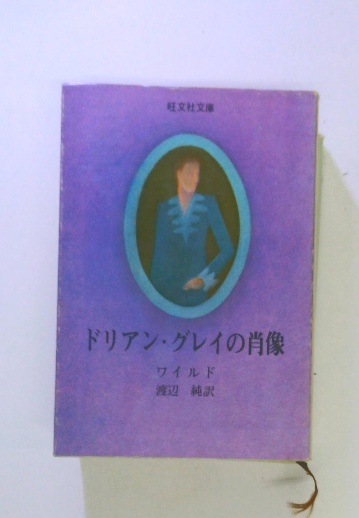 旺文社文庫
ドリアン・グレイの肖像
ワイルド
渡辺 純訳